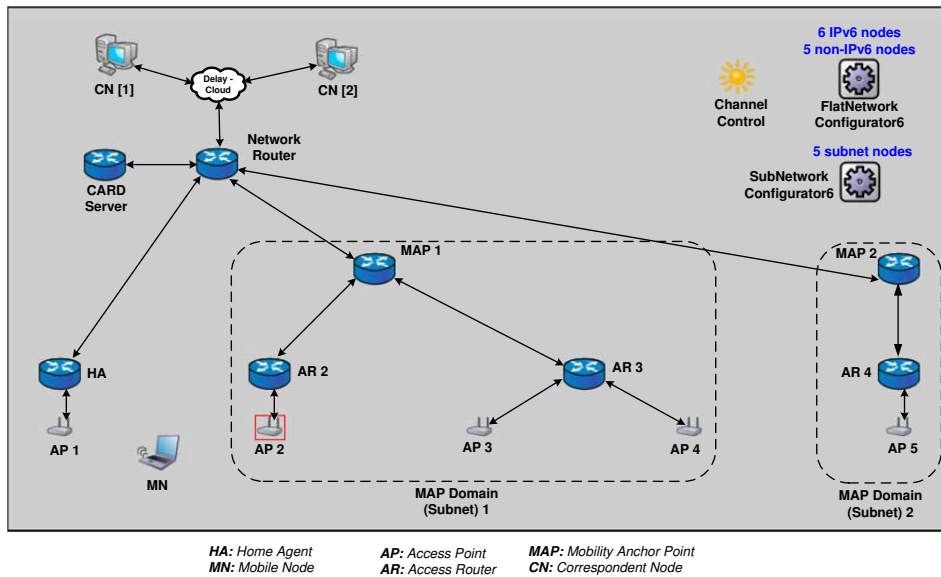 6 IPv6 nodes
5 non-IPv6 nodes
CN [1]
Delay -
Cloud
CN [2]
Channel
Control
FlatNetwork
Configurator6
Network
Router
5 subnet nodes
CARD
Server
SubNetwork
Configurator6
MAP 1
MAP 2
HA
AR 2
AR 3
AR 4
AP 1
AP 2
AP 3
AP 4
AP 5
MN
MAP Domain
(Subnet) 1
MAP Domain
(Subnet) 2
HA: Home Agent
AP: Access Point
MAP: Mobility Anchor Point
MN: Mobile Node
AR: Access Router
CN: Correspondent Node